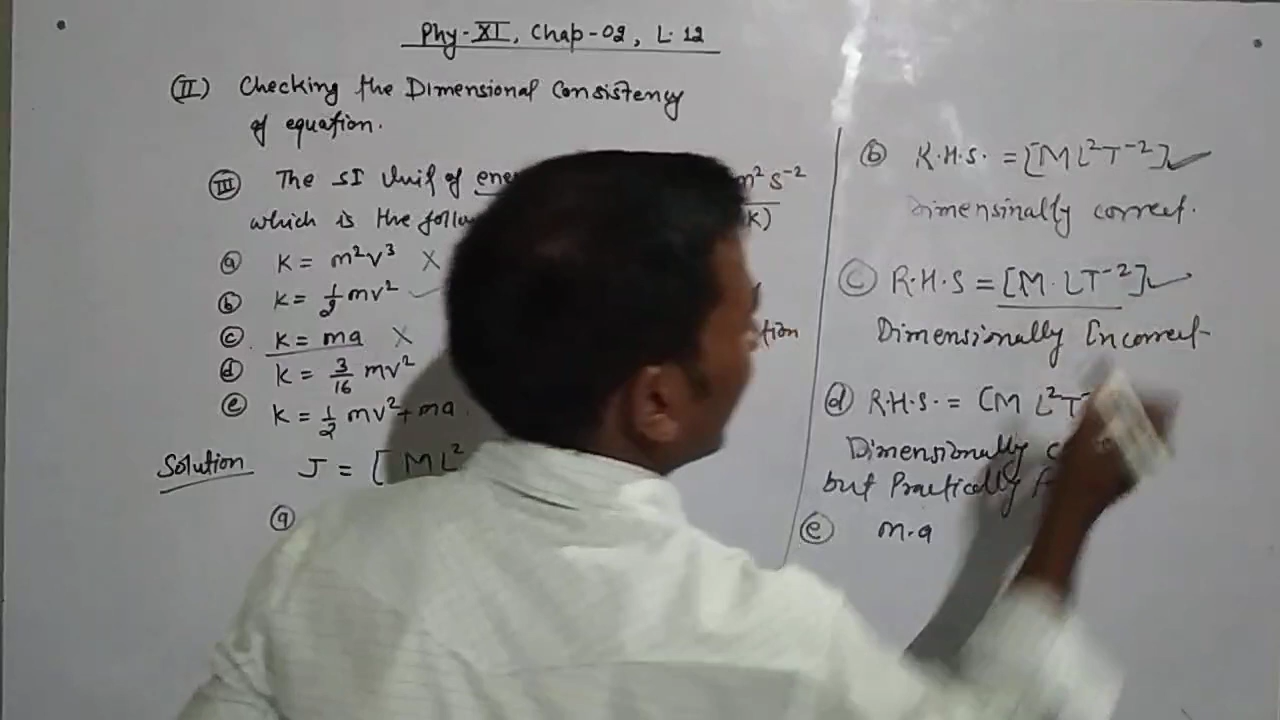 Phy-XI, Chap-02, L-12
(II) Checking the Dimensional Consistency
of equation.
(III) The SI Unit of m² s⁻²
which is the K)
(a) K = m²v³ X
(b) K = 1/2 mv² ✓
(c) K = ma X
(d) K = 3/16 mv²
(e) K = 1/2 mv² + ma.
Solution J = [ML²
(a)
(b) R.H.S. = [ML²T⁻²] ✓
Dimensinally correct.
(c) R.H.S = [M.LT⁻²] ✓
Dimensionally Incorrect
(d) R.H.S. = [M L²T
Dimensionally
but Practically
(e) m.a